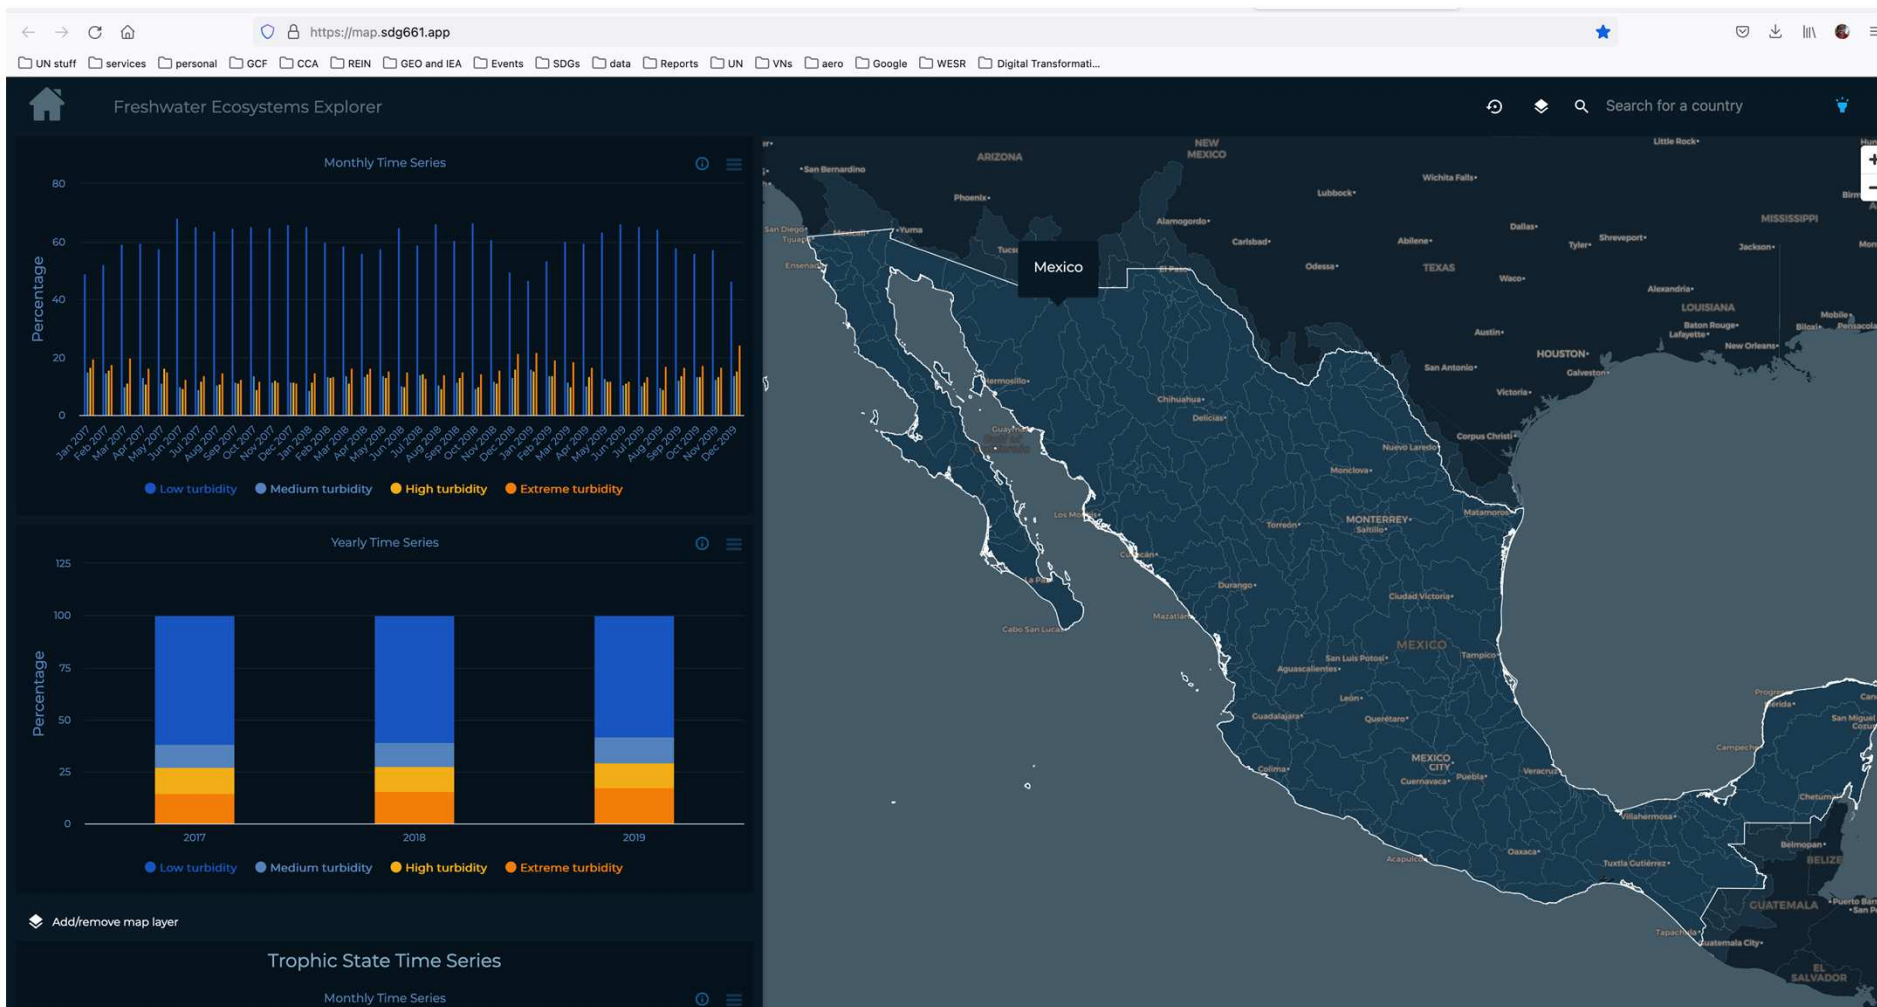 https://map.sdg661.app
UN stuff services personal GCF CCA REIN GEO and IEA Events SDGs data Reports UN VNs aero Google WESR Digital Transformati...
Freshwater Ecosystems Explorer
Search for a country
Monthly Time Series
80
60
40
20
0
Percentage
Jan 2017
Feb 2017
Mar 2017
Apr 2017
May 2017
Jun 2017
Jul 2017
Aug 2017
Sep 2017
Oct 2017
Nov 2017
Dec 2017
Jan 2018
Feb 2018
Mar 2018
Apr 2018
May 2018
Jun 2018
Jul 2018
Aug 2018
Sep 2018
Oct 2018
Nov 2018
Dec 2018
Jan 2019
Feb 2019
Mar 2019
Apr 2019
May 2019
Jun 2019
Jul 2019
Aug 2019
Sep 2019
Oct 2019
Nov 2019
Dec 2019
Low turbidity Medium turbidity High turbidity Extreme turbidity
Yearly Time Series
125
100
75
50
25
0
Percentage
2017 2018 2019
Low turbidity Medium turbidity High turbidity Extreme turbidity
Add/remove map layer
Trophic State Time Series
Monthly Time Series
ARIZONA
NEW
MEXICO
Little Rock
San Bernardino
Phoenix
Lubbock
Wichita Falls
MISSISSIPPI
San Diego
Tijuana
Mexicali
Yuma
Alamogordo
Carlsbad
Abilene
Dallas
Tyler
Shreveport
Jackson
Ensenada
Mexico
El Paso
Odessa
TEXAS
Waco
Alexandria
LOUISIANA
Baton Rouge
Lafayette
Mobile
Biloxi
Pensacola
New Orleans
Austin
HOUSTON
Galveston
San Antonio
Victoria
Hermosillo
Chihuahua
Delicias
Corpus Christi
Guaymas
Nuevo Laredo
Monclova
Los Mochis
Torreón
MONTERREY
Saltillo
Matamoros
Culiacán
La Paz
Durango
Ciudad Victoria
Mazatlán
Cabo San Lucas
MEXICO
San Luis Potosí
Tampico
Aguascalientes
León
Guadalajara
Querétaro
Progreso
Mérida
San Miguel
Campeche
MEXICO
CITY
Colima
Cuernavaca
Puebla
Veracruz
Chetumal
Villahermosa
Belmopan
BELIZE
Acapulco
Oaxaca
Tuxtla Gutiérrez
GUATEMALA
Tapachula
Guatemala City
EL
SALVADOR